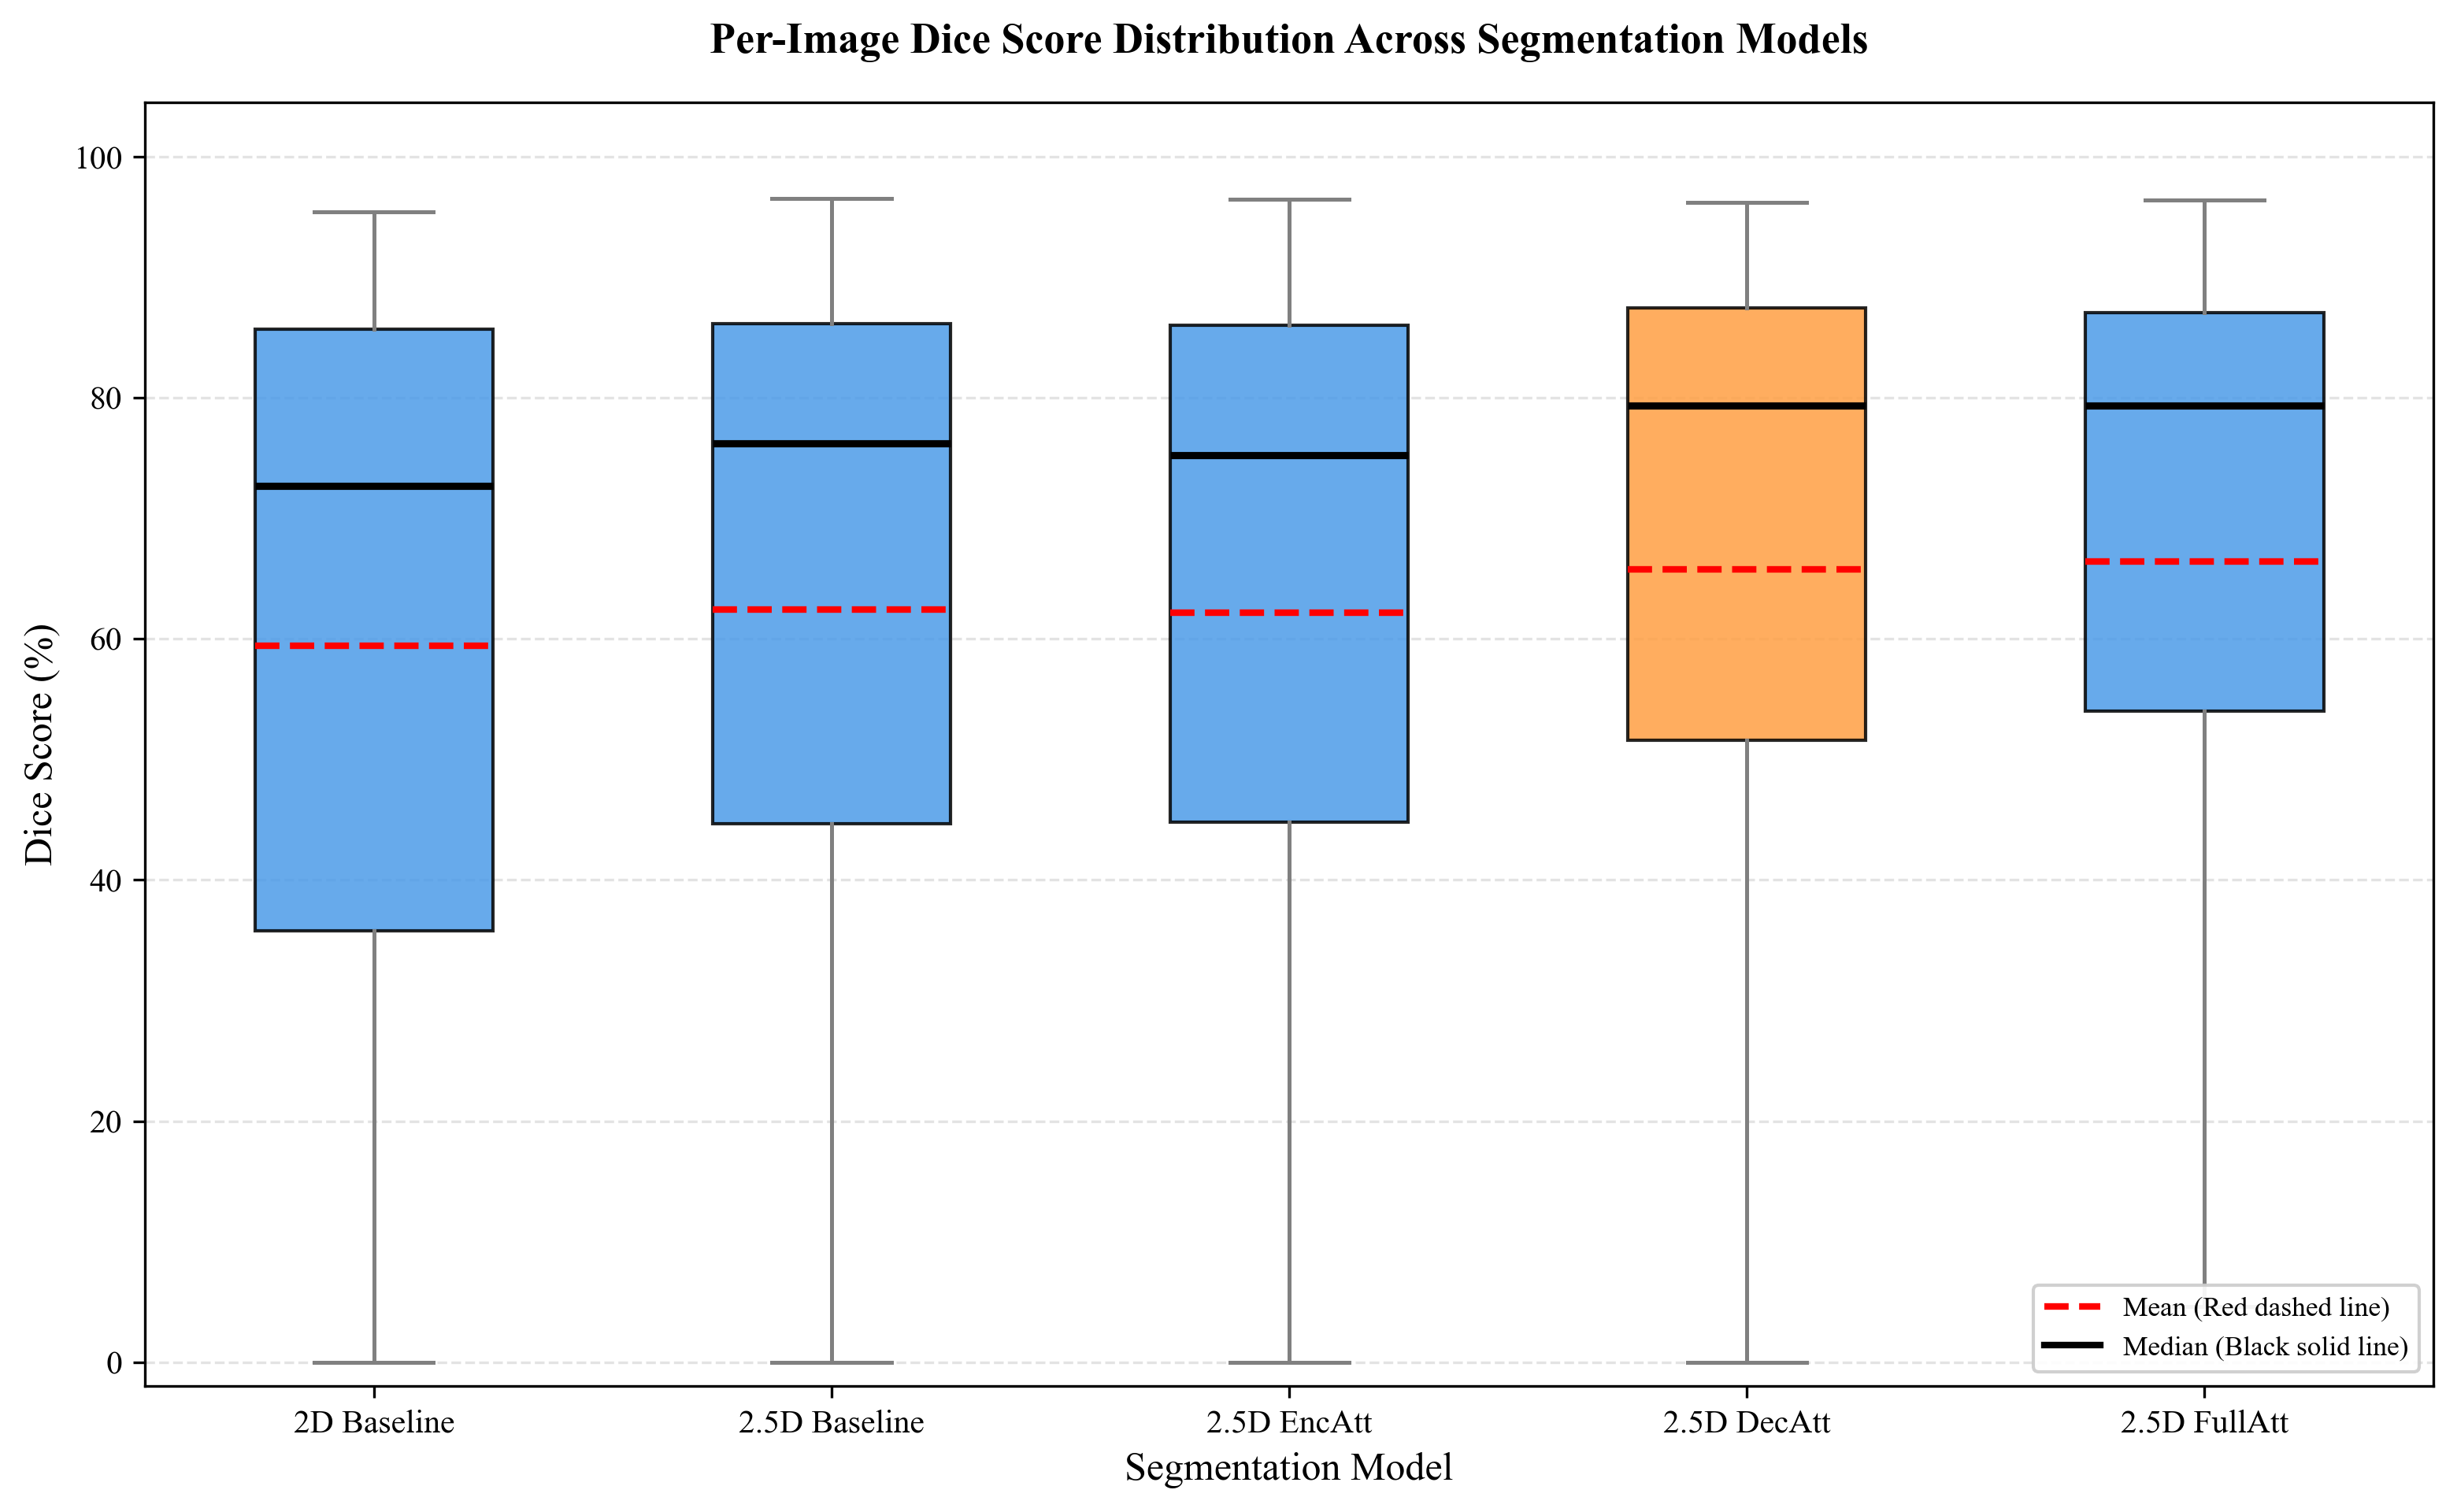 Per-Image Dice Score Distribution Across Segmentation Models
Dice Score (%)
100
80
60
40
20
0
Mean (Red dashed line)
Median (Black solid line)
2D Baseline
2.5D Baseline
2.5D EncAtt
2.5D DecAtt
2.5D FullAtt
Segmentation Model